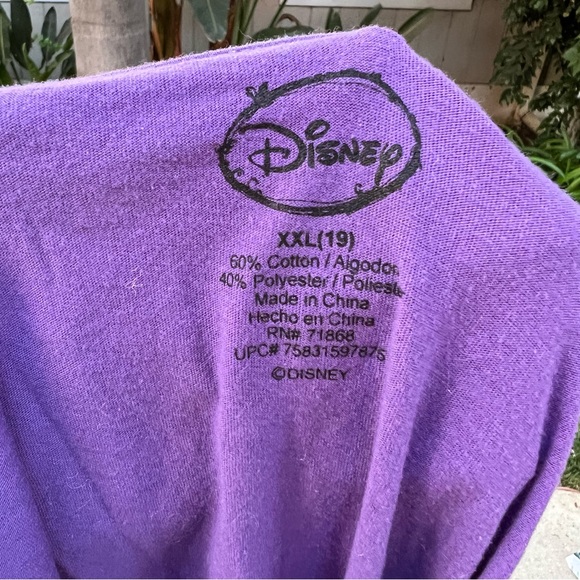 Disney
XXL(19)
60% Cotton / Algodon
40% Polyester / Poliest
Made in China
Hecho en China
RN# 71868
UPC# 75831597875
©DISNEY